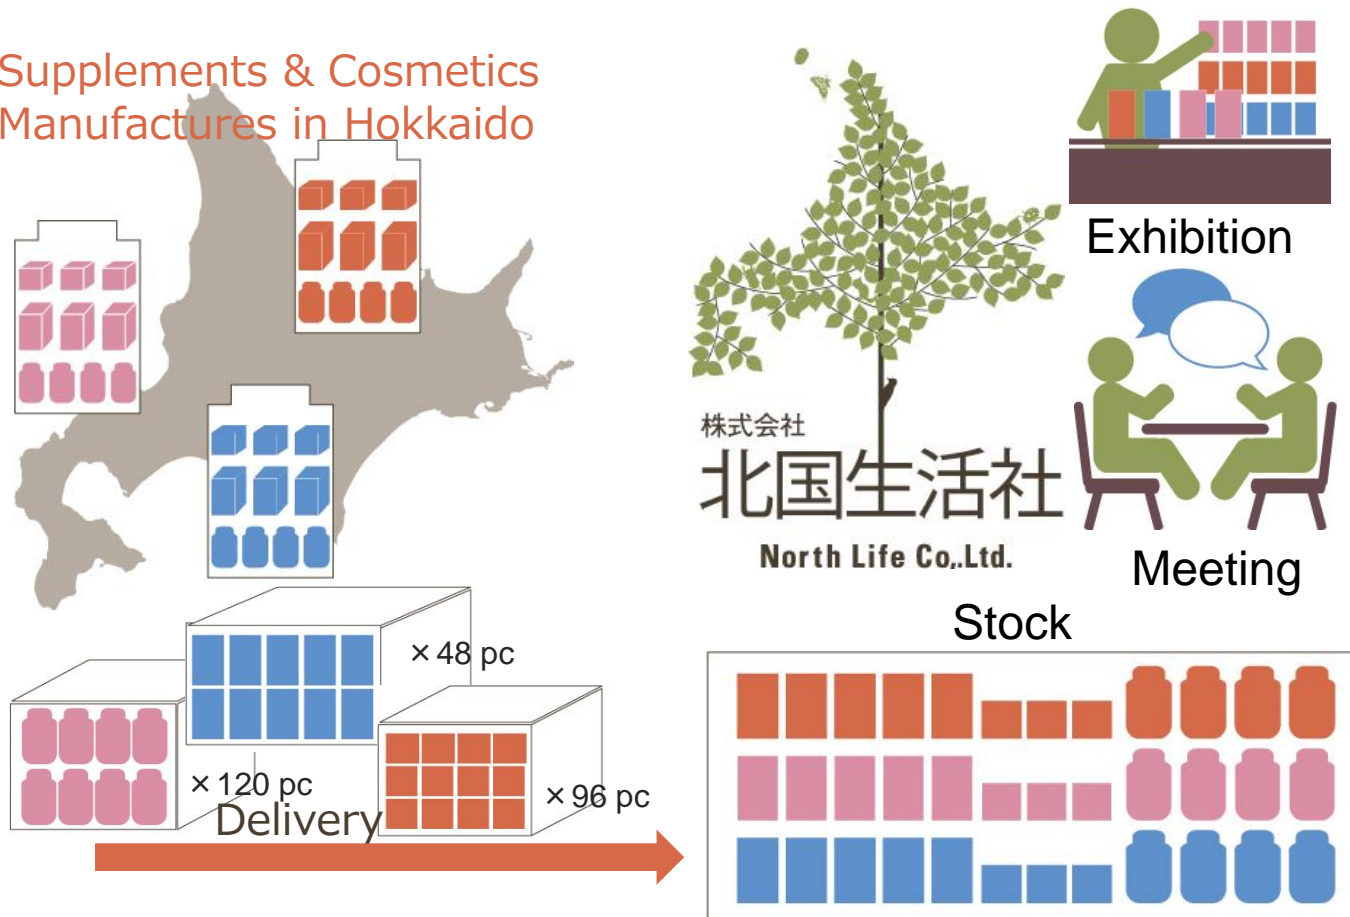 Supplements & Cosmetics
Manufactures in Hokkaido
Exhibition
株式会社
北国生活社
North Life Co,.Ltd.
Meeting
Stock
× 48 pc
× 120 pc
× 96 pc
Delivery